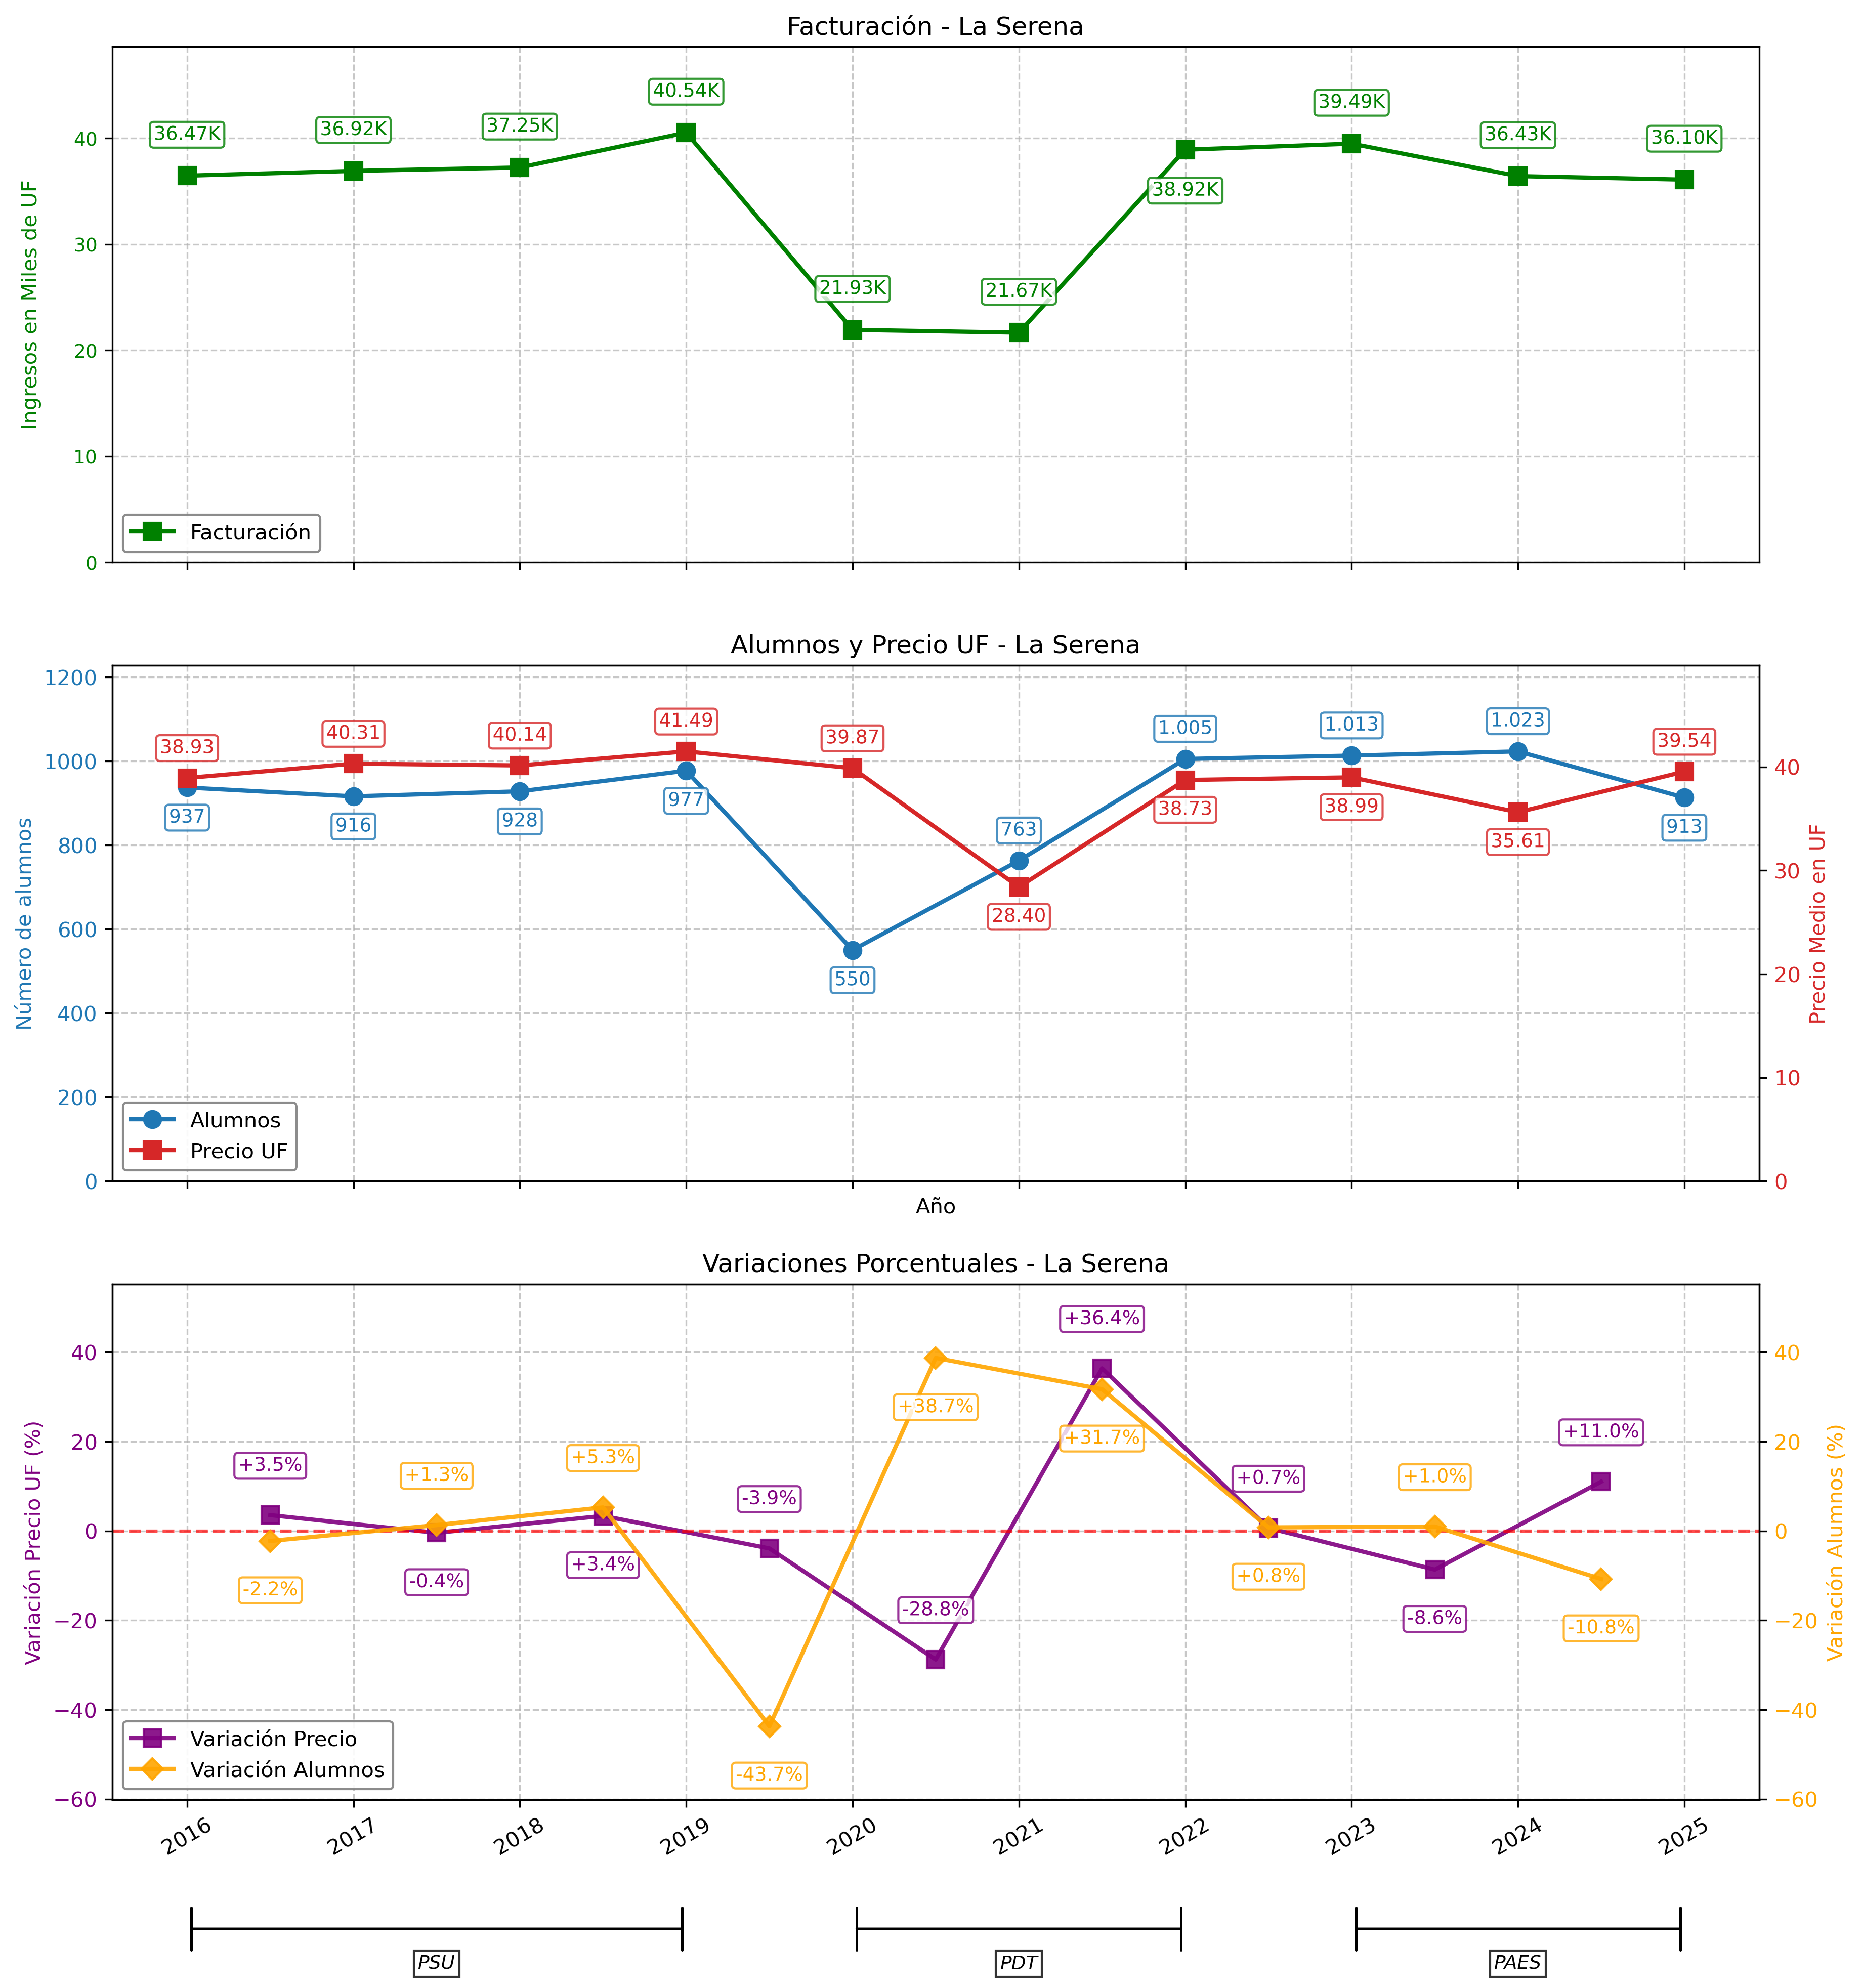 Facturación - La Serena
Ingresos en Miles de UF
40
30
20
10
0
36.47K
36.92K
37.25K
40.54K
21.93K
21.67K
38.92K
39.49K
36.43K
36.10K
Facturación
Alumnos y Precio UF - La Serena
Número de alumnos
1200
1000
800
600
400
200
0
38.93
40.31
40.14
41.49
39.87
28.40
38.73
38.99
35.61
39.54
937
916
928
977
550
763
1.005
1.013
1.023
913
Alumnos
Precio UF
40
30
20
10
0
Precio Medio en UF
Año
Variaciones Porcentuales - La Serena
Variación Precio UF (%)
40
20
0
−20
−40
−60
+3.5%
-0.4%
+3.4%
-3.9%
-28.8%
+36.4%
+0.7%
-8.6%
+11.0%
-2.2%
+1.3%
+5.3%
-43.7%
+38.7%
+31.7%
+0.8%
+1.0%
-10.8%
Variación Precio
Variación Alumnos
40
20
0
−20
−40
−60
Variación Alumnos (%)
2016
2017
2018
2019
2020
2021
2022
2023
2024
2025
PSU
PDT
PAES